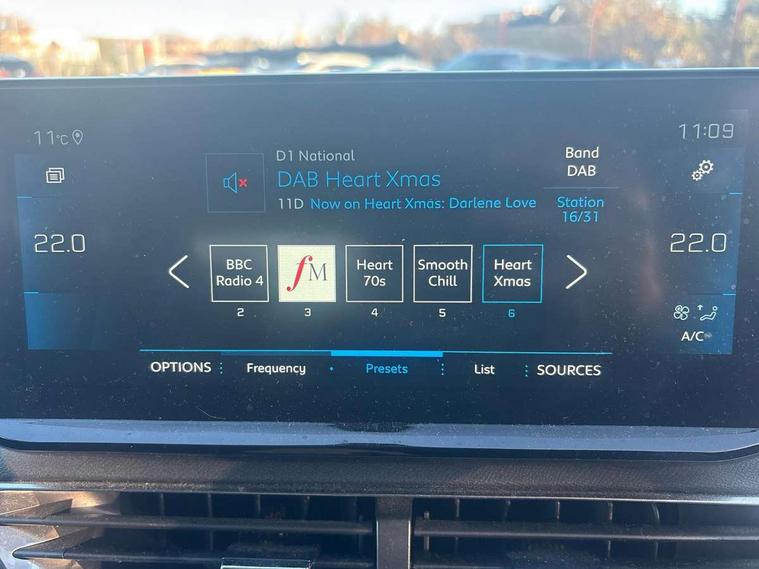 11°C
11:09
D1 National
DAB Heart Xmas
11D Now on Heart Xmas: Darlene Love
Band
DAB
Station
16/31
22.0
22.0
BBC
Radio 4
fM
Heart
70s
Smooth
Chill
Heart
Xmas
2
3
4
5
6
A/C
OPTIONS
Frequency
Presets
List
SOURCES